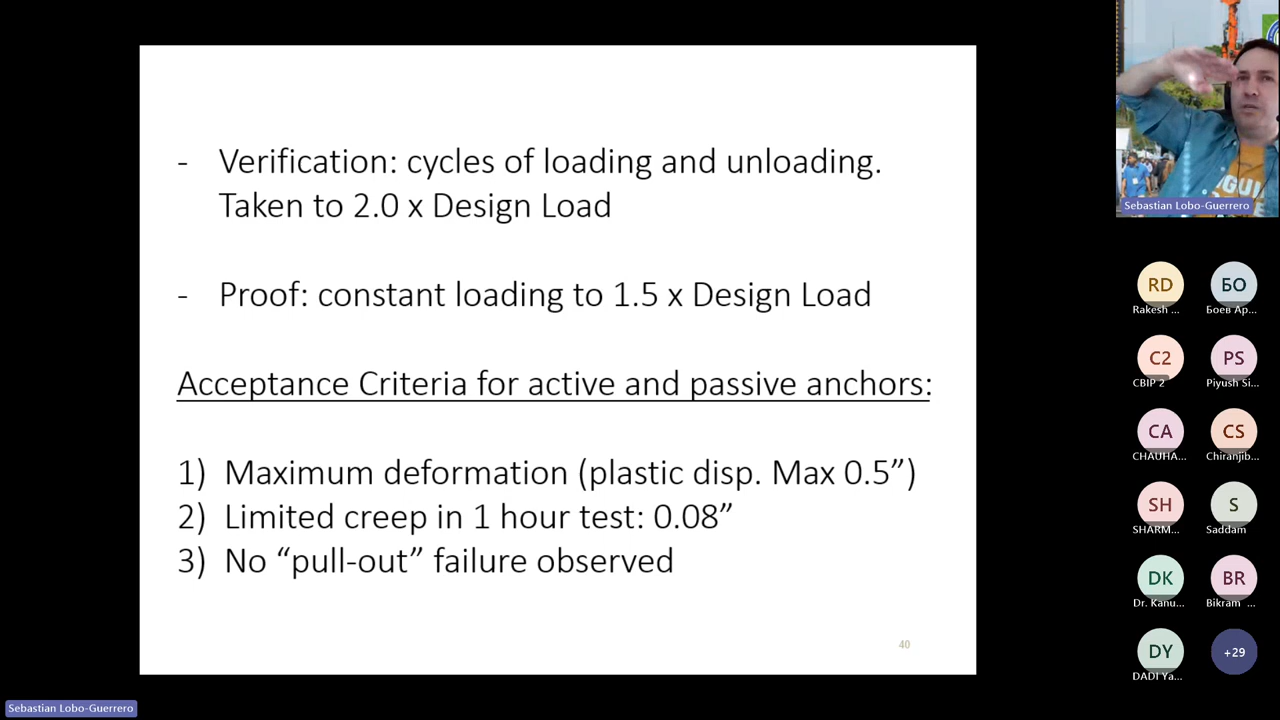 - Verification: cycles of loading and unloading.
Taken to 2.0 x Design Load
- Proof: constant loading to 1.5 x Design Load
Acceptance Criteria for active and passive anchors:
1) Maximum deformation (plastic disp. Max 0.5”)
2) Limited creep in 1 hour test: 0.08”
3) No “pull-out” failure observed
40
Sebastian Lobo-Guerrero
RD БО
Rakesh ... Боев Ар...
C2 PS
CBIP 2 Piyush Si...
CA CS
CHAUHA... Chiranjib...
SH S
SHARM... Saddam
DK BR
Dr. Kanu... Bikram ...
DY +29
DADI Ya...
Sebastian Lobo-Guerrero